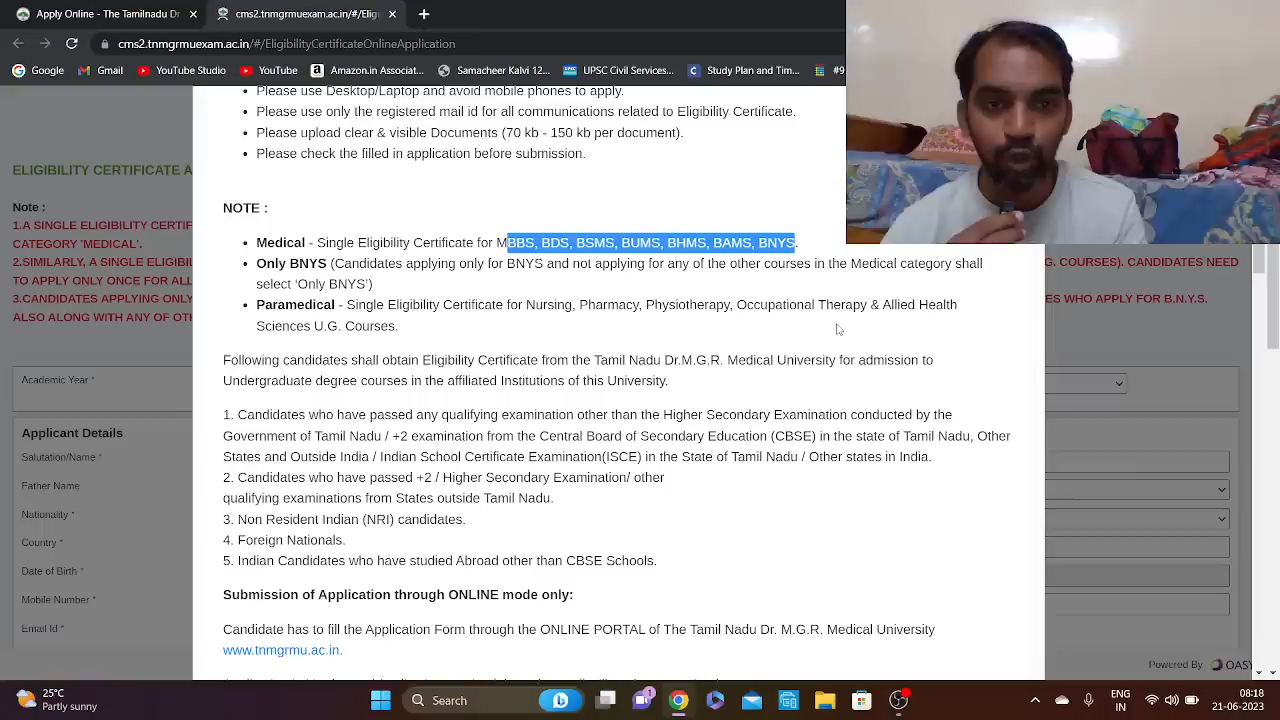 Apply Online - The Tamilnadu Dr
cms2.tnmgrmuexam.ac.in/#/Eligi
cms2.tnmgrmuexam.ac.in/#/EligibilityCertificateOnlineApplication
Google
Gmail
YouTube Studio
YouTube
Adsense
Samacheer Kalvi 12...
UPSC Civil Services...
Study Plan for TNP...
#9
Please use Desktop/Laptop and avoid mobile phones to apply.
Please use only the registered mail id for all communications related to Eligibility Certificate.
Please upload clear & visible Documents (70 kb - 150 kb per document).
Please check the filled in application before submission.
ELIGIBILITY CERTIFICATE A
Note :
1.A SINGLE ELIGIBILITY CERTIF
CATEGORY 'MEDICAL'.
2.SIMILARLY, A SINGLE ELIGIBIL
G. COURSES). CANDIDATES NEED
TO APPLY ONLY ONCE FOR AL
3.CANDIDATES APPLYING ONLY
ES WHO APPLY FOR B.N.Y.S.
ALSO ALONG WITH ANY OF OTH
NOTE :
Medical - Single Eligibility Certificate for MBBS, BDS, BSMS, BUMS, BHMS, BAMS, BNYS.
Only BNYS (Candidates applying only for BNYS and not applying for any of the other courses in the Medical category shall
select ‘Only BNYS’)
Paramedical - Single Eligibility Certificate for Nursing, Pharmacy, Physiotherapy, Occupational Therapy & Allied Health
Sciences U.G. Courses.
Following candidates shall obtain Eligibility Certificate from the Tamil Nadu Dr.M.G.R. Medical University for admission to
Undergraduate degree courses in the affiliated Institutions of this University.
1. Candidates who have passed any qualifying examination other than the Higher Secondary Examination conducted by the
Government of Tamil Nadu / +2 examination from the Central Board of Secondary Education (CBSE) in the state of Tamil Nadu, Other
States and Outside India / Indian School Certificate Examination(ISCE) in the State of Tamil Nadu / Other states in India.
2. Candidates who have passed +2 / Higher Secondary Examination/ other
qualifying examinations from States outside Tamil Nadu.
3. Non Resident Indian (NRI) candidates.
4. Foreign Nationals.
5. Indian Candidates who have studied Abroad other than CBSE Schools.
Submission of Application through ONLINE mode only:
Candidate has to fill the Application Form through the ONLINE PORTAL of The Tamil Nadu Dr. M.G.R. Medical University
www.tnmgrmu.ac.in.
Academic Year *
Applicant Details
Salutation/Name *
Father Name
Nationality *
Country *
Date of Birth *
Mobile Number *
Email Id *
Powered By OASY
25°C
Partly sunny
Search
ENG
IN
08:18
21-06-2023